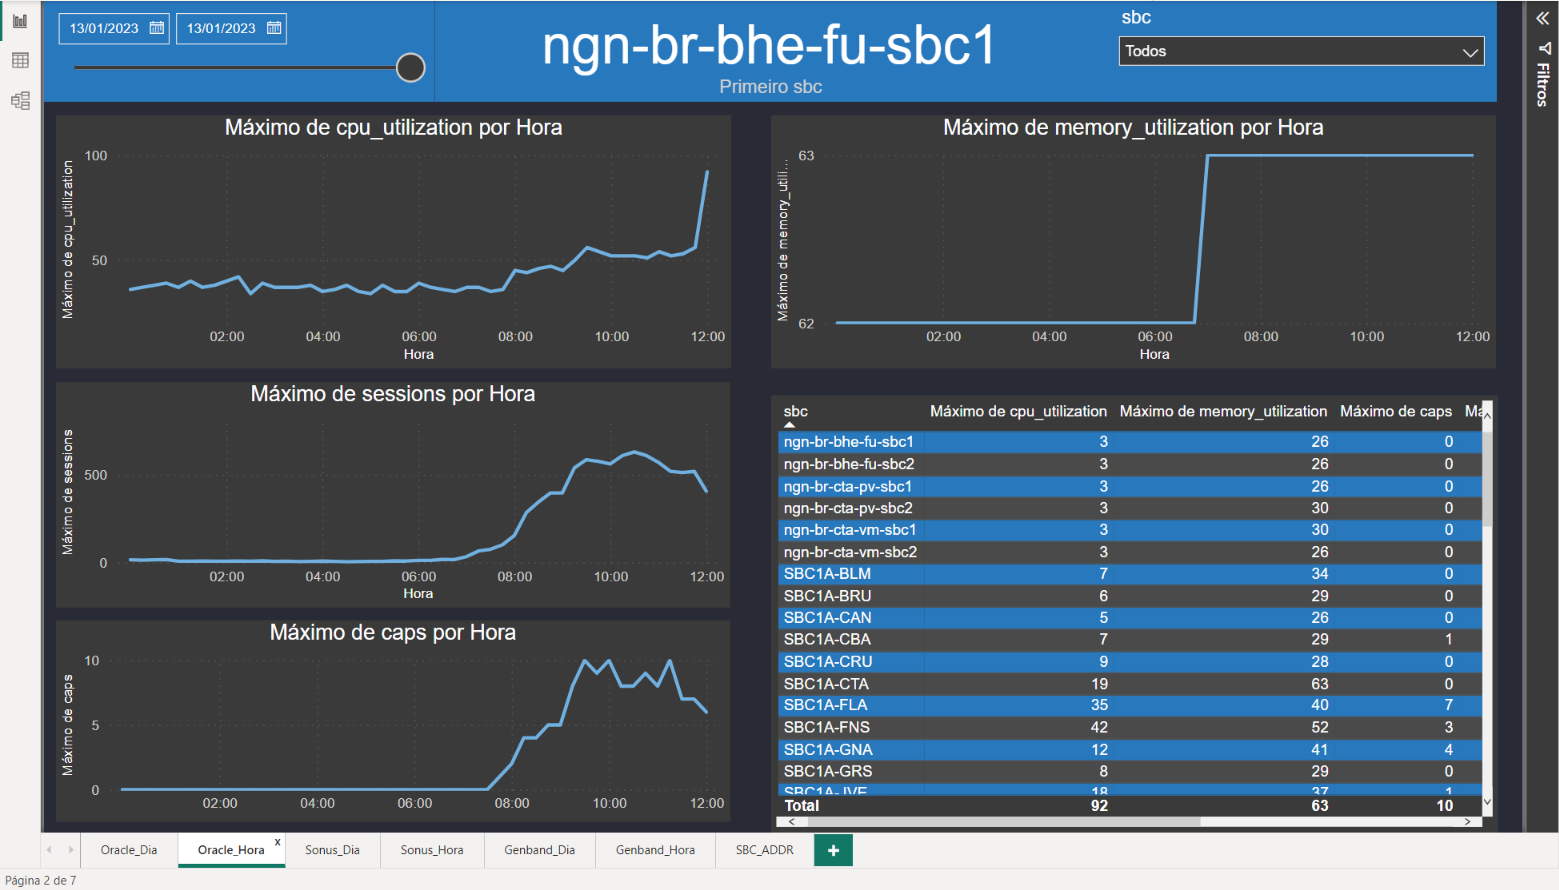 13/01/2023
13/01/2023
ngn-br-bhe-fu-sbc1
Primeiro sbc
sbc
Todos
Filtros
Máximo de cpu_utilization por Hora
Máximo de cpu_utilization
100
50
02:00 04:00 06:00 08:00 10:00 12:00
Hora
Máximo de memory_utilization por Hora
Máximo de memory_utili...
63
62
02:00 04:00 06:00 08:00 10:00 12:00
Hora
Máximo de sessions por Hora
Máximo de sessions
500
0
02:00 04:00 06:00 08:00 10:00 12:00
Hora
Máximo de caps por Hora
Máximo de caps
10
5
0
02:00 04:00 06:00 08:00 10:00 12:00
sbc Máximo de cpu_utilization Máximo de memory_utilization Máximo de caps Má
ngn-br-bhe-fu-sbc1 3 26 0
ngn-br-bhe-fu-sbc2 3 26 0
ngn-br-cta-pv-sbc1 3 26 0
ngn-br-cta-pv-sbc2 3 30 0
ngn-br-cta-vm-sbc1 3 30 0
ngn-br-cta-vm-sbc2 3 26 0
SBC1A-BLM 7 34 0
SBC1A-BRU 6 29 0
SBC1A-CAN 5 26 0
SBC1A-CBA 7 29 1
SBC1A-CRU 9 28 0
SBC1A-CTA 19 63 0
SBC1A-FLA 35 40 7
SBC1A-FNS 42 52 3
SBC1A-GNA 12 41 4
SBC1A-GRS 8 29 0
SBC1A-JVE 18 37 1
Total 92 63 10
Oracle_Dia
Oracle_Hora x
Sonus_Dia
Sonus_Hora
Genband_Dia
Genband_Hora
SBC_ADDR
+
Página 2 de 7